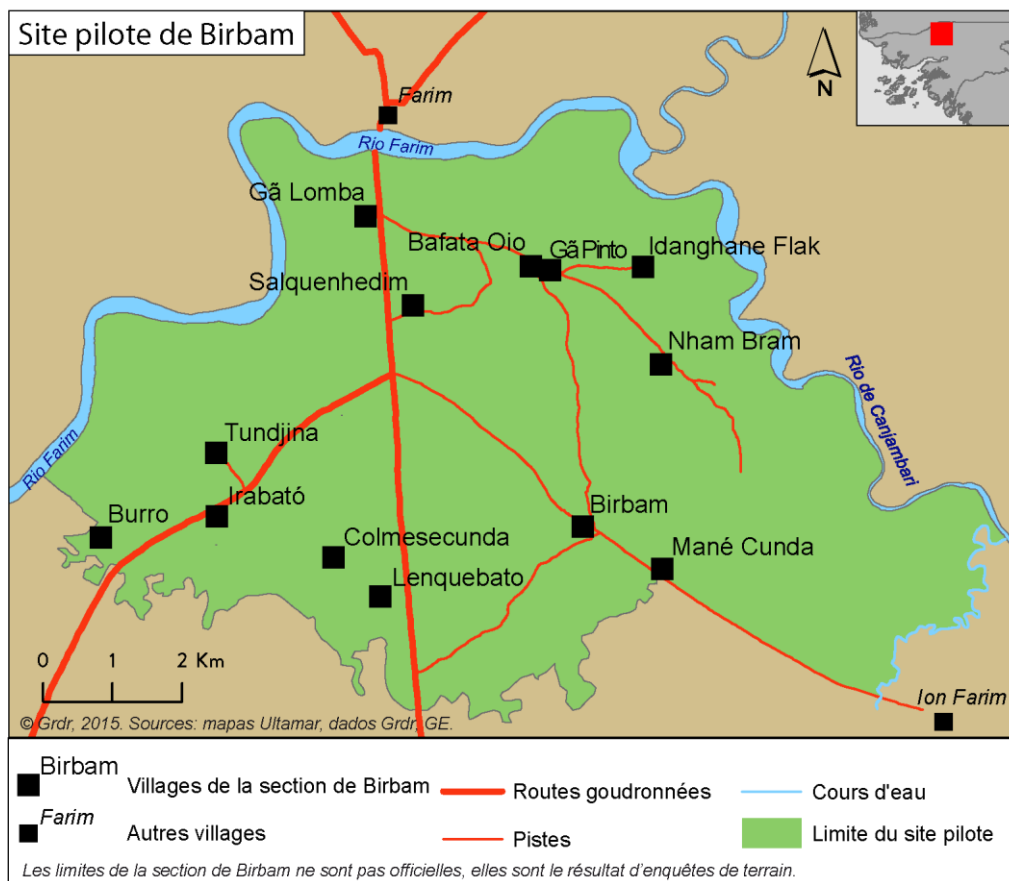 Site pilote de Birbam
N
Farim
Rio Farim
Gã Lomba
Bafata Oio
Gã Pinto
Idanghane Flak
Salquenhedim
Nham Bram
Rio de Canjambari
Tundjina
Rio Farim
Irabató
Burro
Birbam
Colmesecunda
Mané Cunda
Lenquebato
0 1 2 Km
Ion Farim
© Grdr, 2015. Sources: mapas Ultamar, dados Grdr, GE.
Birbam
Villages de la section de Birbam
Routes goudronnées
Cours d'eau
Farim
Autres villages
Pistes
Limite du site pilote
Les limites de la section de Birbam ne sont pas officielles, elles sont le résultat d'enquêtes de terrain.